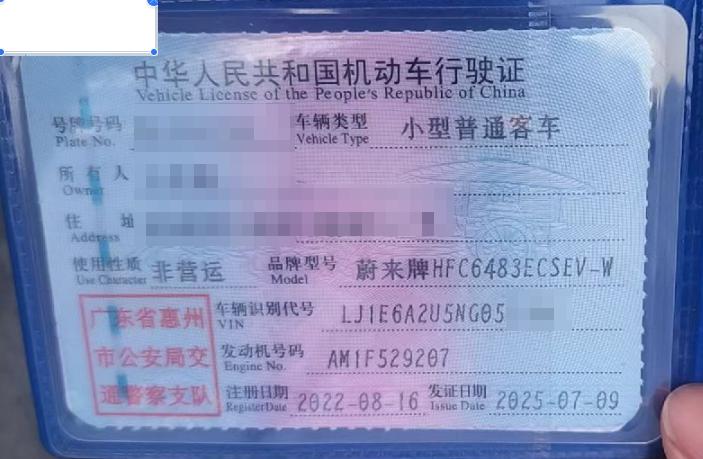 中华人民共和国机动车行驶证
Vehicle License of the People's Republic of China
号牌号码 车辆类型 小型普通客车
Plate No. Vehicle Type
所有人
Owner
住址
Address
使用性质 非营运 品牌型号 蔚来牌HFC6483ECSEV-W
Use Character Model
广东省惠州
市公安局交
通警察支队
车辆识别代号 LJ1E6A2U5NG05
VIN
发动机号码 AM1F529207
Engine No.
注册日期 2022-08-16 发证日期 2025-07-09
RegisterDate Issue Date